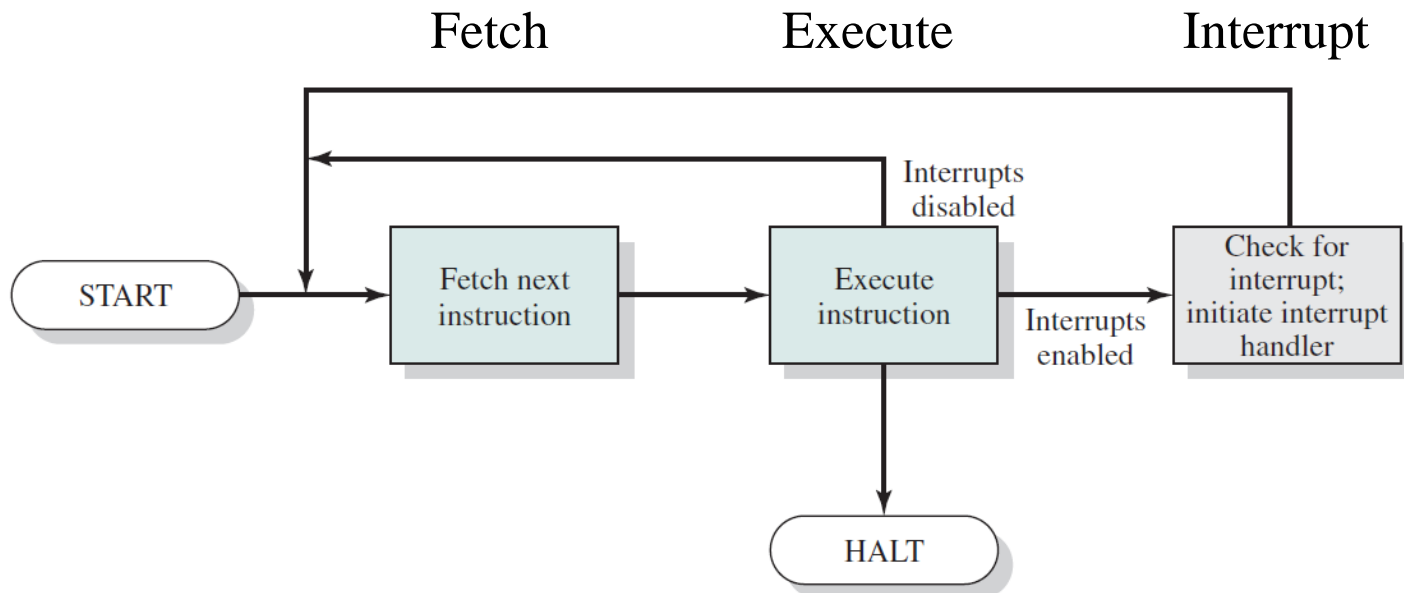 Fetch
Execute
Interrupt
Interrupts
disabled
START
Fetch next
instruction
Execute
instruction
Interrupts
enabled
Check for
interrupt;
initiate interrupt
handler
HALT